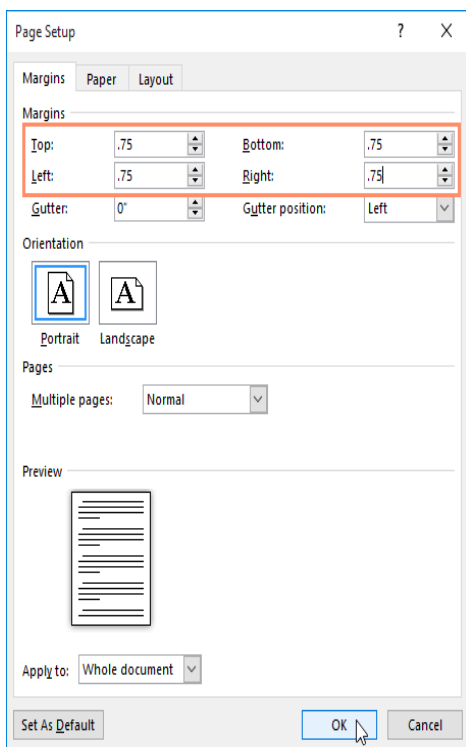 Page Setup ? X
Margins Paper Layout
Margins
Top: .75 Bottom: .75
Left: .75 Right: .75
Gutter: 0" Gutter position: Left
Orientation
A A
Portrait Landscape
Pages
Multiple pages: Normal
Preview
Apply to: Whole document
Set As Default OK Cancel